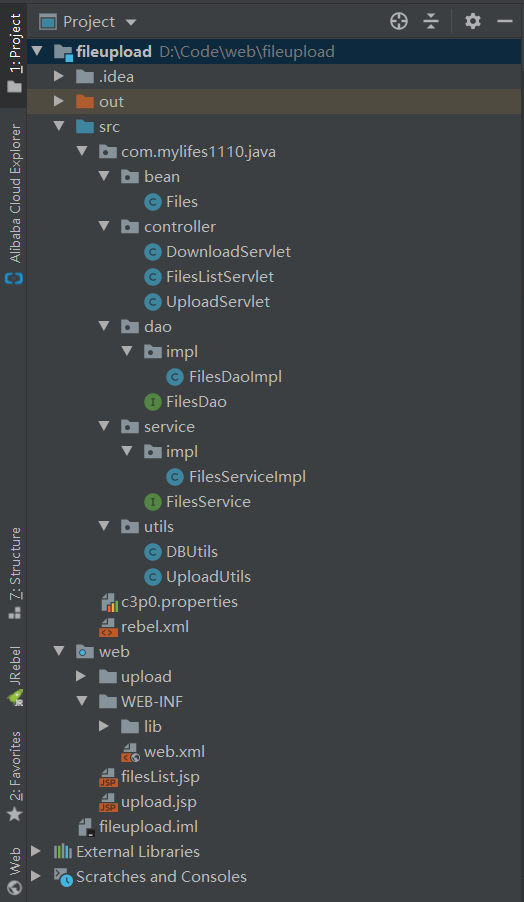 Project
fileupload D:\Code\web\fileupload
.idea
out
src
com.mylifes1110.java
bean
Files
controller
DownloadServlet
FilesListServlet
UploadServlet
dao
impl
FilesDaoImpl
FilesDao
service
impl
FilesServiceImpl
FilesService
utils
DBUtils
UploadUtils
c3p0.properties
rebel.xml
web
upload
WEB-INF
lib
web.xml
filesList.jsp
upload.jsp
fileupload.iml
External Libraries
Scratches and Consoles
1: Project
Alibaba Cloud Explorer
7: Structure
JRebel
2: Favorites
Web